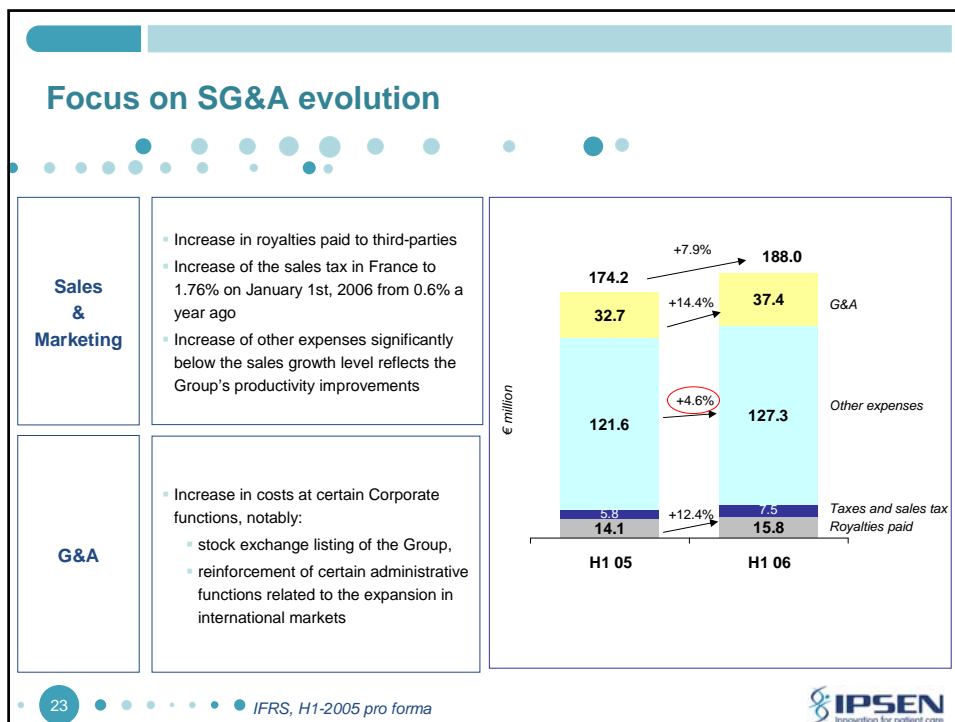 Focus on SG&A evolution
Sales
&
Marketing
Increase in royalties paid to third-parties
Increase of the sales tax in France to
1.76% on January 1st, 2006 from 0.6% a
year ago
Increase of other expenses significantly
below the sales growth level reflects the
Group's productivity improvements
G&A
Increase in costs at certain Corporate
functions, notably:
stock exchange listing of the Group,
reinforcement of certain administrative
functions related to the expansion in
international markets
€ million
+7.9%
174.2
188.0
32.7
+14.4%
37.4
G&A
121.6
+4.6%
127.3
Other expenses
5.8
7.5
Taxes and sales tax
14.1
+12.4%
15.8
Royalties paid
H1 05
H1 06
23
IFRS, H1-2005 pro forma
IPSEN
Innovation for patient care